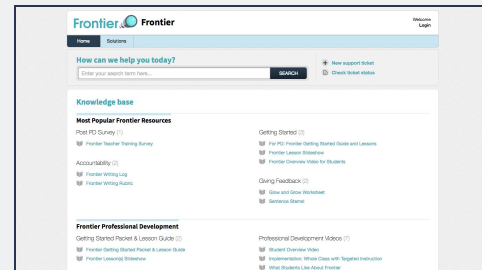 Frontier Frontier
Welcome
Login
Home Solutions
How can we help you today?
Enter your search term here...
SEARCH
New support ticket
Check ticket status
Knowledge base
Most Popular Frontier Resources
Post PD Survey (1)
Frontier Teacher Training Survey
Accountability (2)
Frontier Writing Log
Frontier Writing Rubric
Getting Started (3)
For PD: Frontier Getting Started Guide and Lessons
Frontier Lesson Slideshow
Frontier Overview Video for Students
Giving Feedback (2)
Glow and Grow Worksheet
Sentence Stems!
Frontier Professional Development
Getting Started Packet & Lesson Guide (2)
Frontier Getting Started Packet & Lesson Guide
Frontier Lesson(s) Slideshow
Professional Development Videos (7)
Student Overview Video
Implementation: Whole Class with Targeted Instruction
What Students Like About Frontier